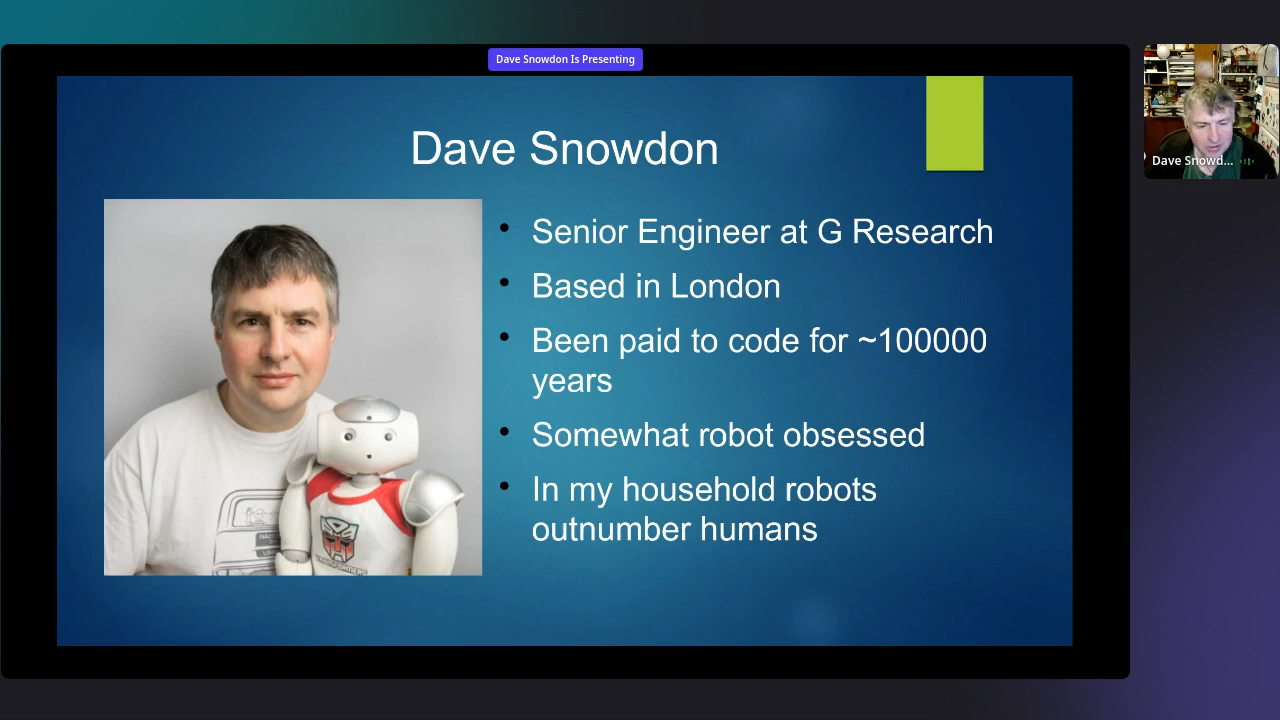 Dave Snowdon Is Presenting
Dave Snowdon
Senior Engineer at G Research
Based in London
Been paid to code for ~100000
years
Somewhat robot obsessed
In my household robots
outnumber humans
Dave Snowd...